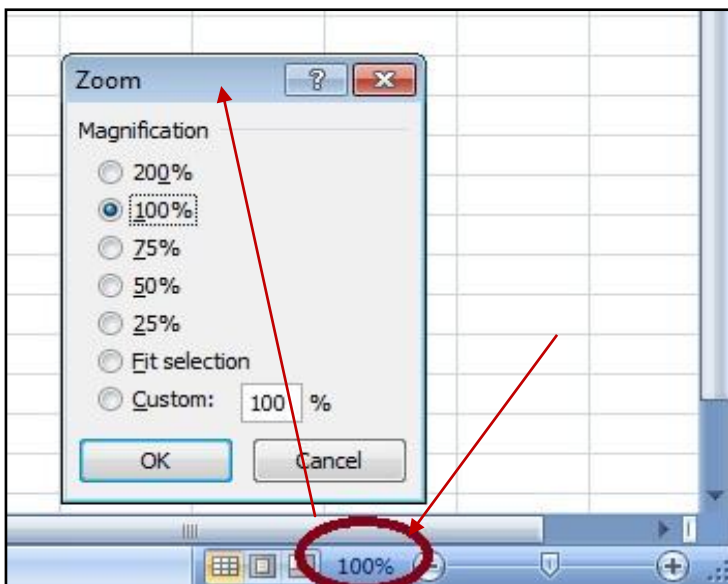 Zoom
Magnification
200%
100%
75%
50%
25%
Fit selection
Custom: 100 %
OK Cancel
100%